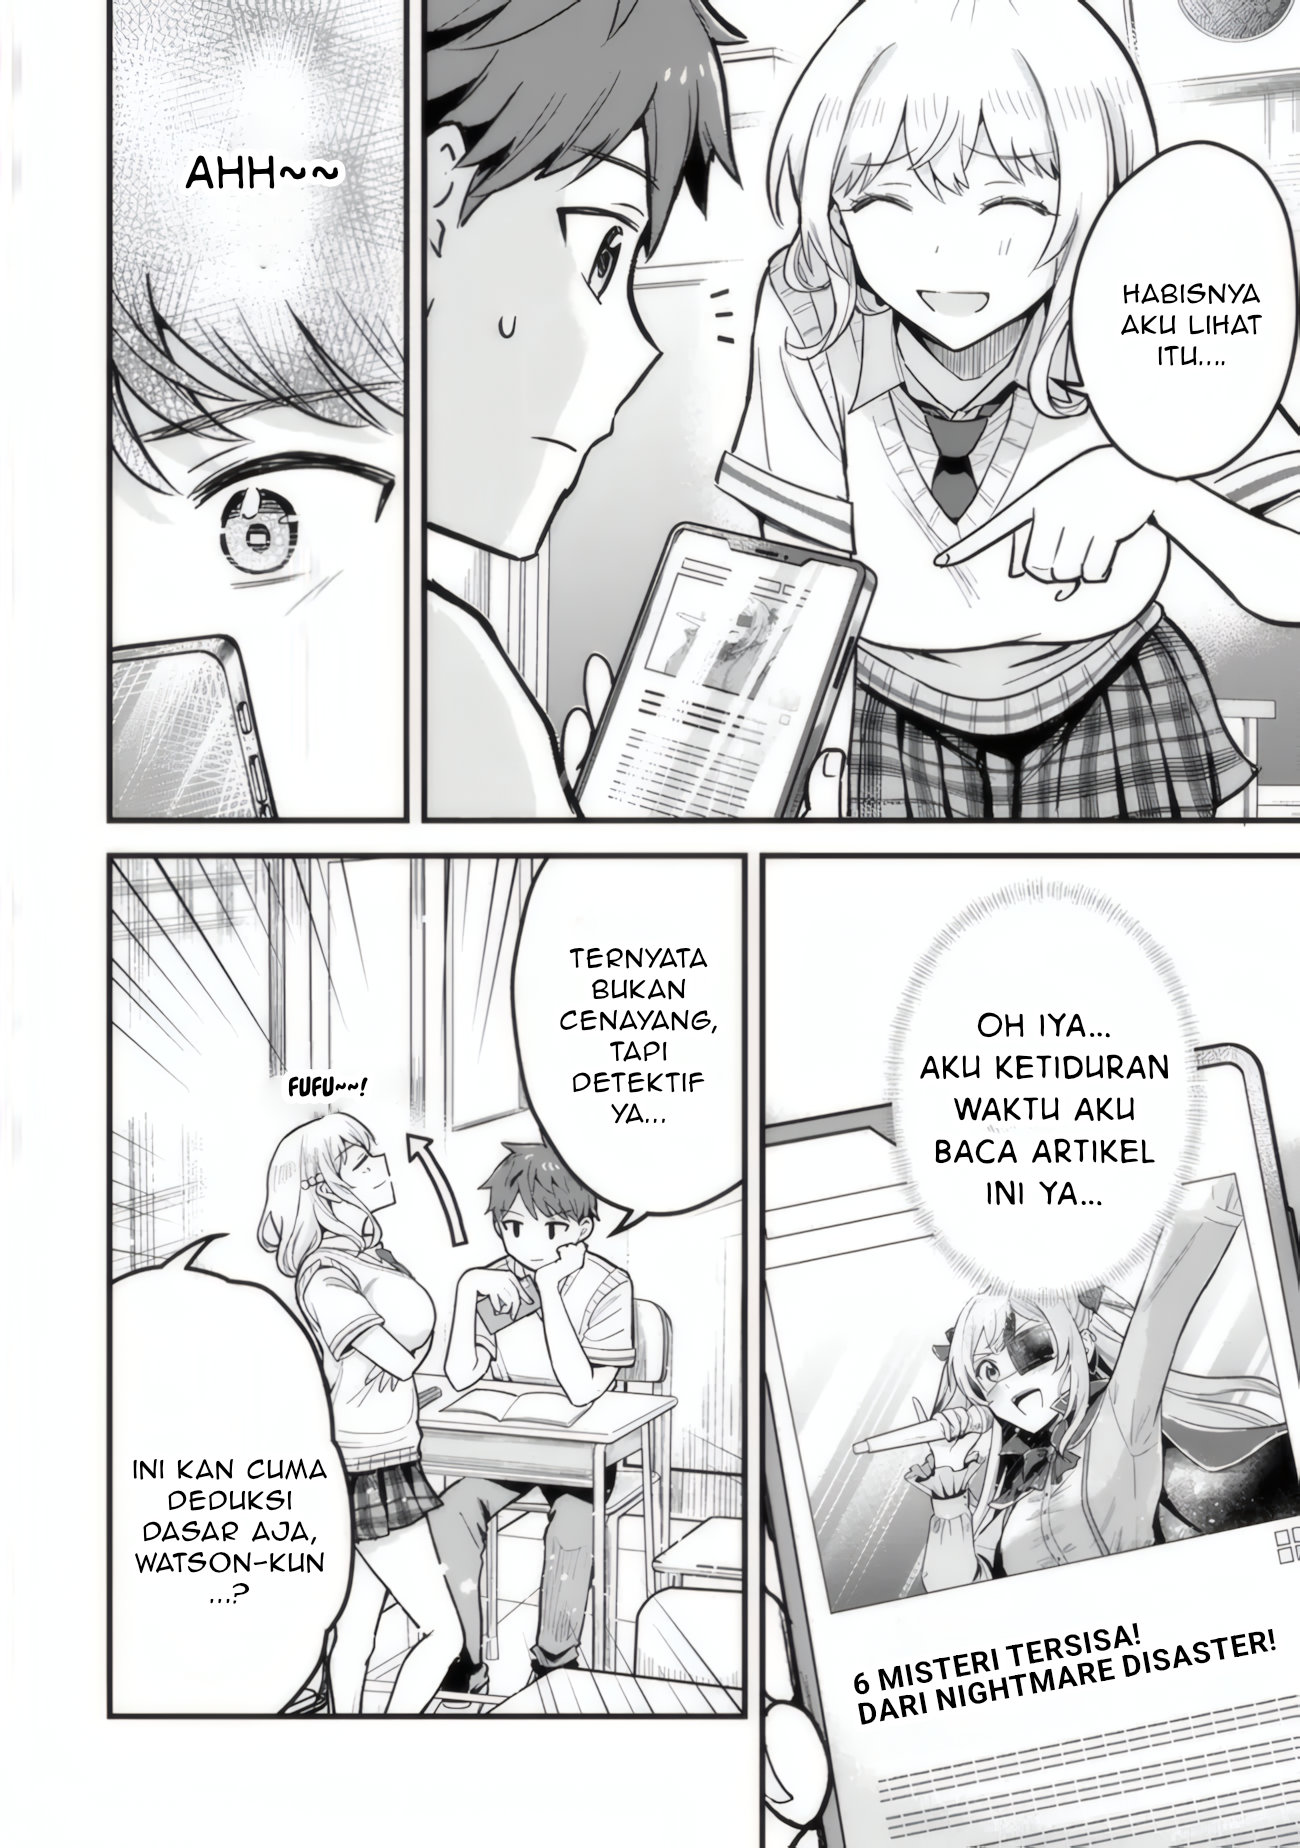 HABISNYA
AKU LIHAT
ITU....
AHH~~
OH IYA...
AKU KETIDURAN
WAKTU AKU
BACA ARTIKEL
INI YA...
6 MISTERI TERSISA!
DARI NIGHTMARE DISASTER!
TERNYATA
BUKAN
CENAYANG,
TAPI
DETEKTIF
YA...
FUFU~~!
INI KAN CUMA
DEDUKSI
DASAR AJA,
WATSON-KUN
...?